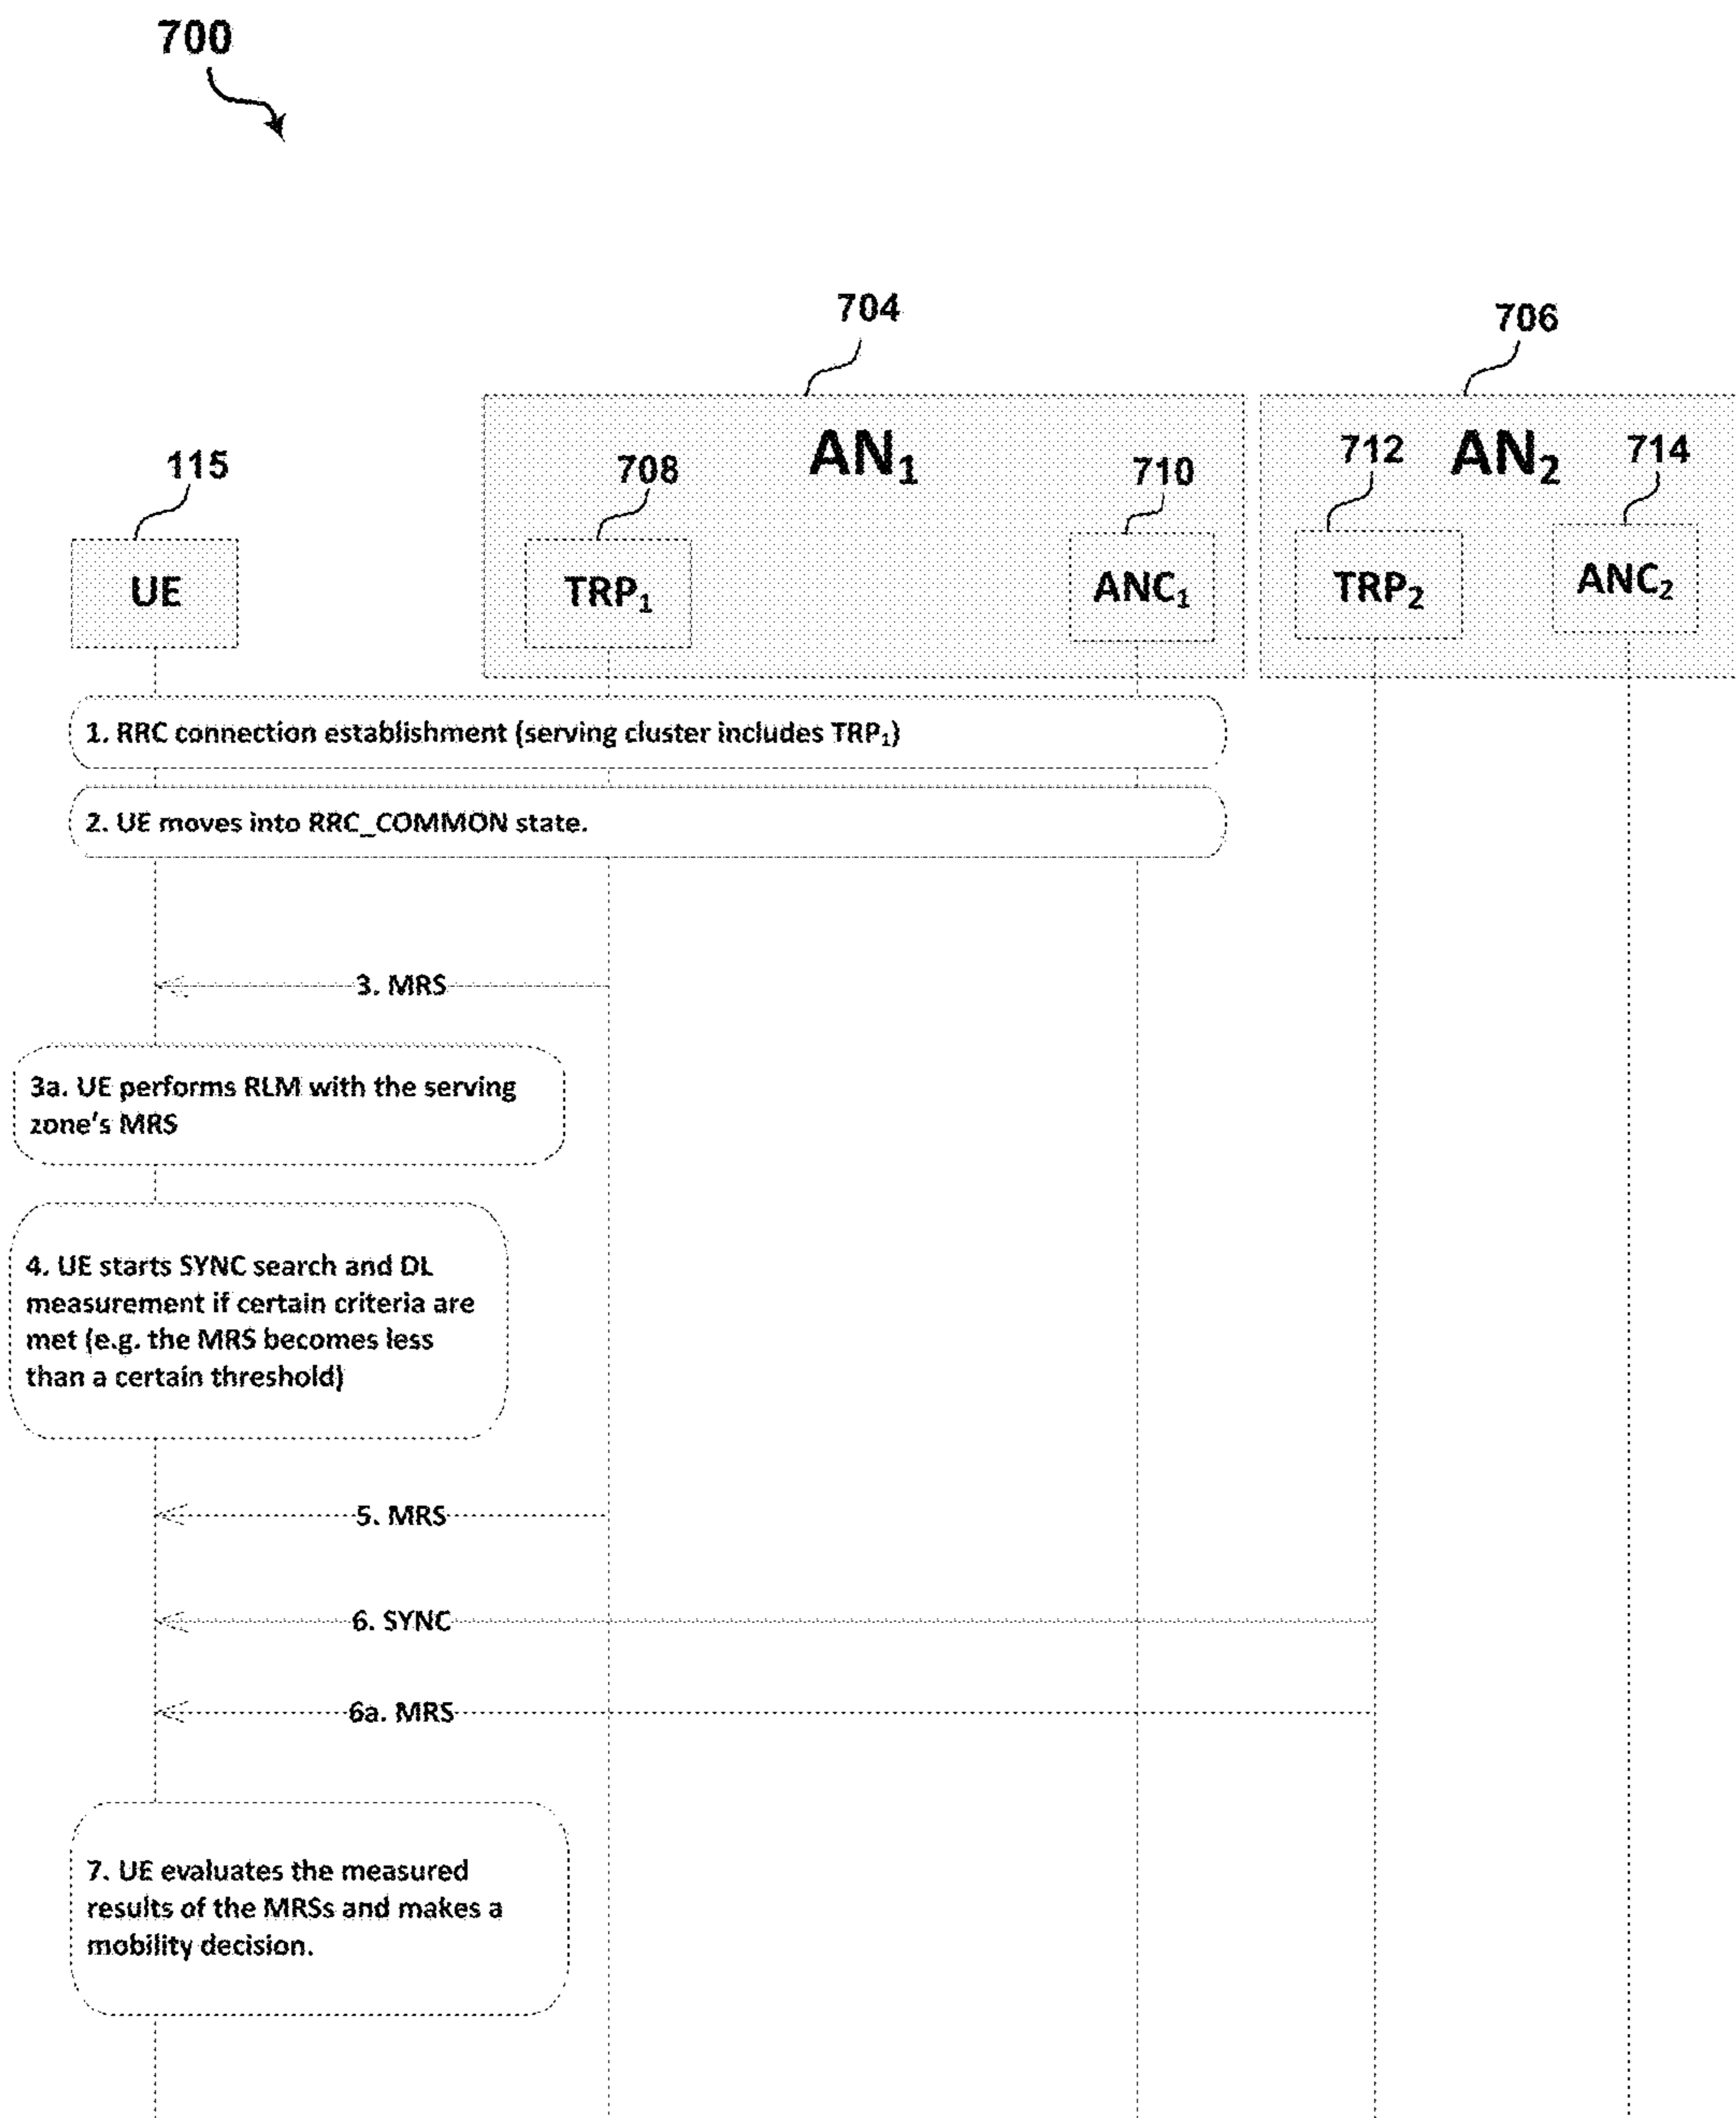 700
704
706
AN₁
AN₂
115
708
710
712
714
UE
TRP₁
ANC₁
TRP₂
ANC₂
1. RRC connection establishment (serving cluster includes TRP₁)
2. UE moves into RRC_COMMON state.
3. MRS
3a. UE performs RLM with the serving
zone's MRS
4. UE starts SYNC search and DL
measurement if certain criteria are
met (e.g. the MRS becomes less
than a certain threshold)
5. MRS
6. SYNC
6a. MRS
7. UE evaluates the measured
results of the MRSs and makes a
mobility decision.